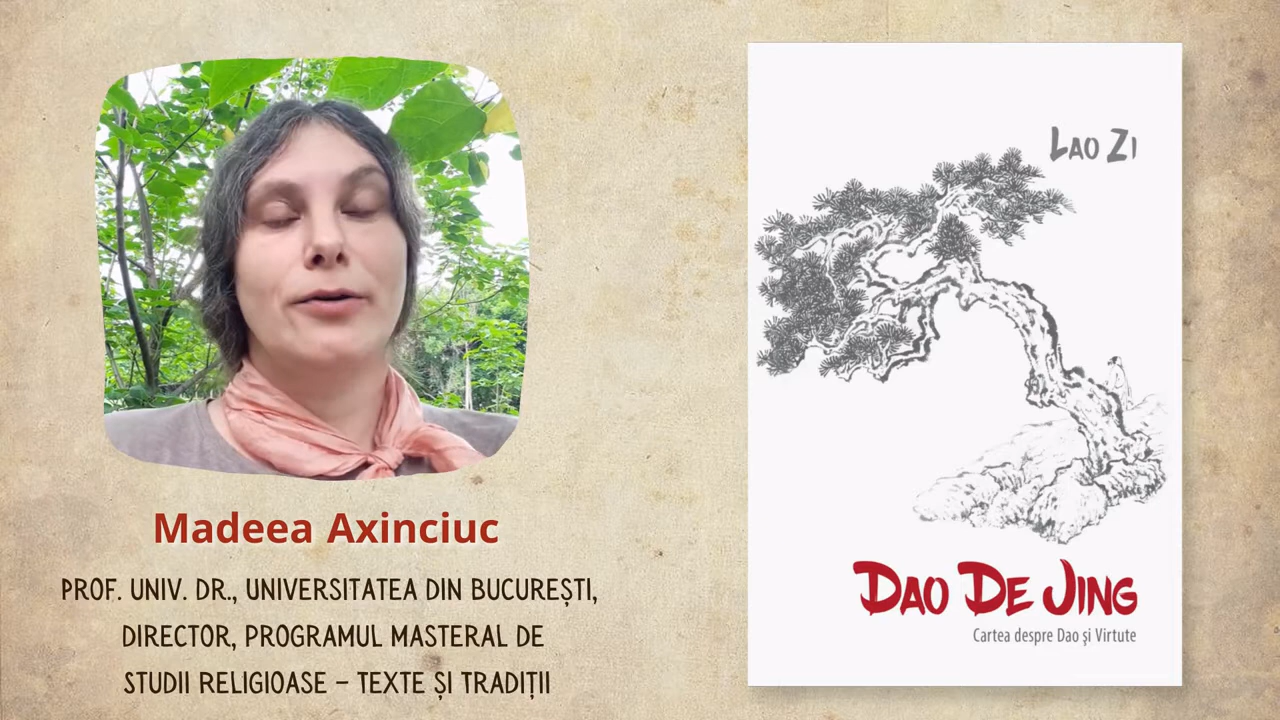 Madeea Axinciuc
PROF. UNIV. DR., UNIVERSITATEA DIN BUCUREȘTI,
DIRECTOR, PROGRAMUL MASTERAL DE
STUDII RELIGIOASE – TEXTE ȘI TRADIȚII
LAO ZI
DAO DE JING
Cartea despre Dao și Virtute